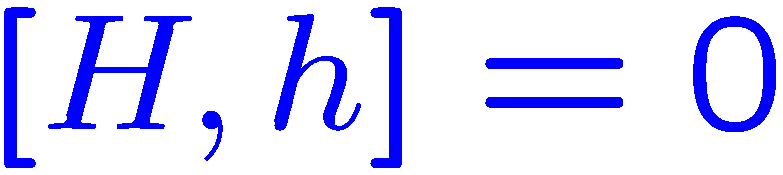 [H, h] = 0